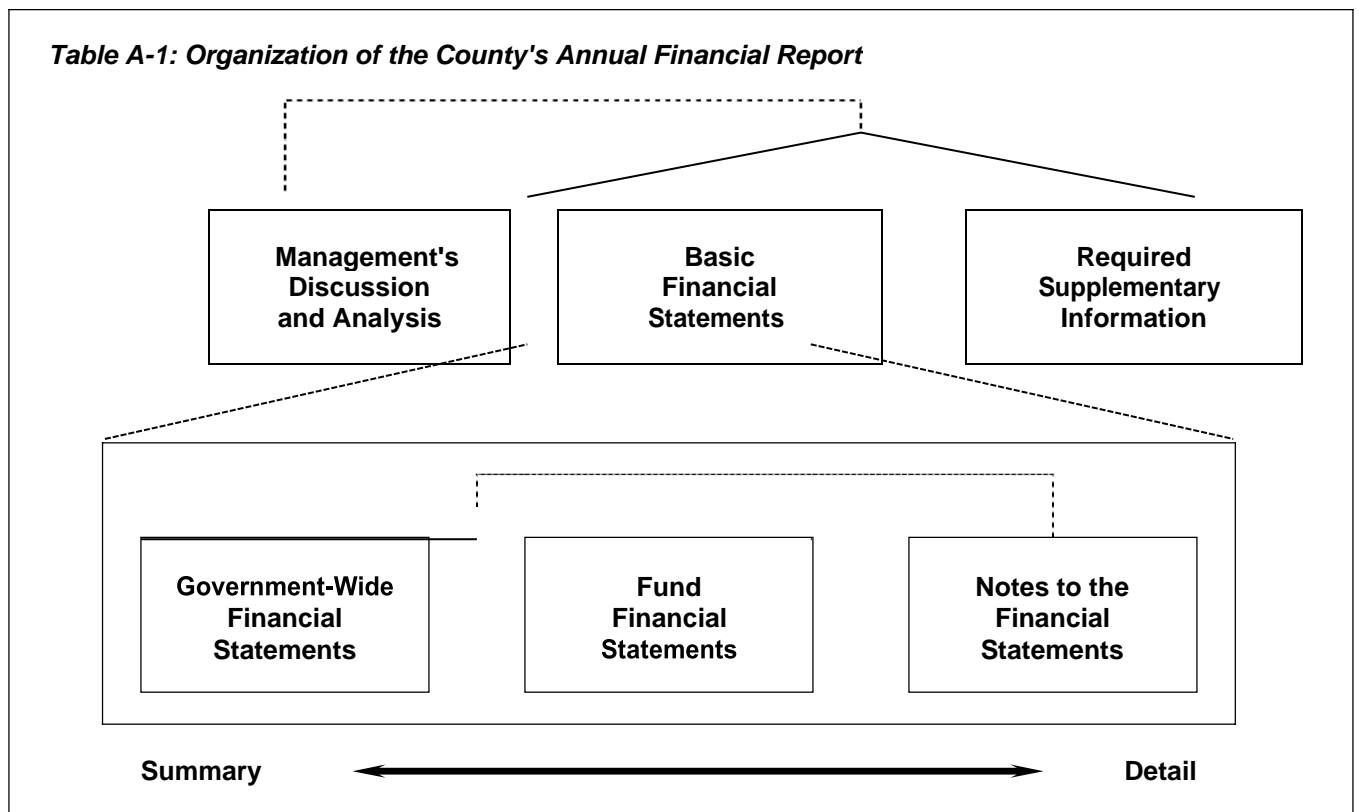 Table A-1: Organization of the County's Annual Financial Report
Management's
Discussion
and Analysis
Basic
Financial
Statements
Required
Supplementary
Information
Government-Wide
Financial
Statements
Fund
Financial
Statements
Notes to the
Financial
Statements
Summary
Detail